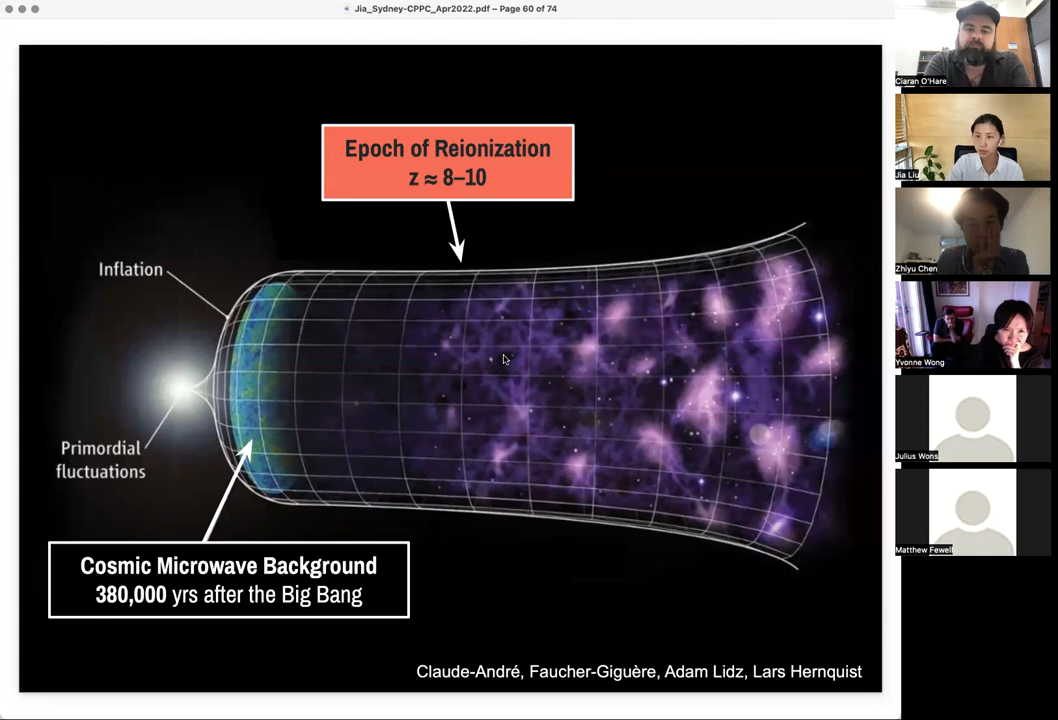 Jia_Sydney-CPPC_Apr2022.pdf – Page 60 of 74
Epoch of Reionization
z ≈ 8–10
Inflation
Primordial
fluctuations
Cosmic Microwave Background
380,000 yrs after the Big Bang
Claude-André, Faucher-Giguère, Adam Lidz, Lars Hernquist
Ciaran O'Hare
Jia Liu
Zhiyu Chen
Yvonne Wong
Julius Wons
Matthew Fewell